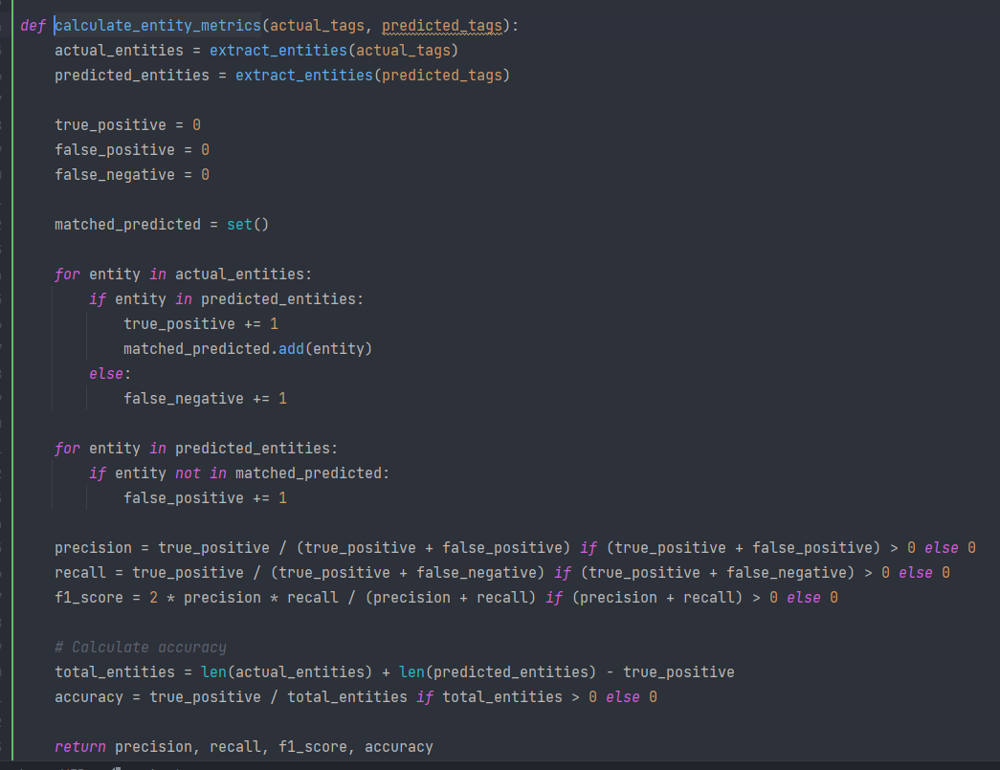 def calculate_entity_metrics(actual_tags, predicted_tags):
    actual_entities = extract_entities(actual_tags)
    predicted_entities = extract_entities(predicted_tags)

    true_positive = 0
    false_positive = 0
    false_negative = 0

    matched_predicted = set()

    for entity in actual_entities:
        if entity in predicted_entities:
            true_positive += 1
            matched_predicted.add(entity)
        else:
            false_negative += 1

    for entity in predicted_entities:
        if entity not in matched_predicted:
            false_positive += 1

    precision = true_positive / (true_positive + false_positive) if (true_positive + false_positive) > 0 else 0
    recall = true_positive / (true_positive + false_negative) if (true_positive + false_negative) > 0 else 0
    f1_score = 2 * precision * recall / (precision + recall) if (precision + recall) > 0 else 0

    # Calculate accuracy
    total_entities = len(actual_entities) + len(predicted_entities) - true_positive
    accuracy = true_positive / total_entities if total_entities > 0 else 0

    return precision, recall, f1_score, accuracy